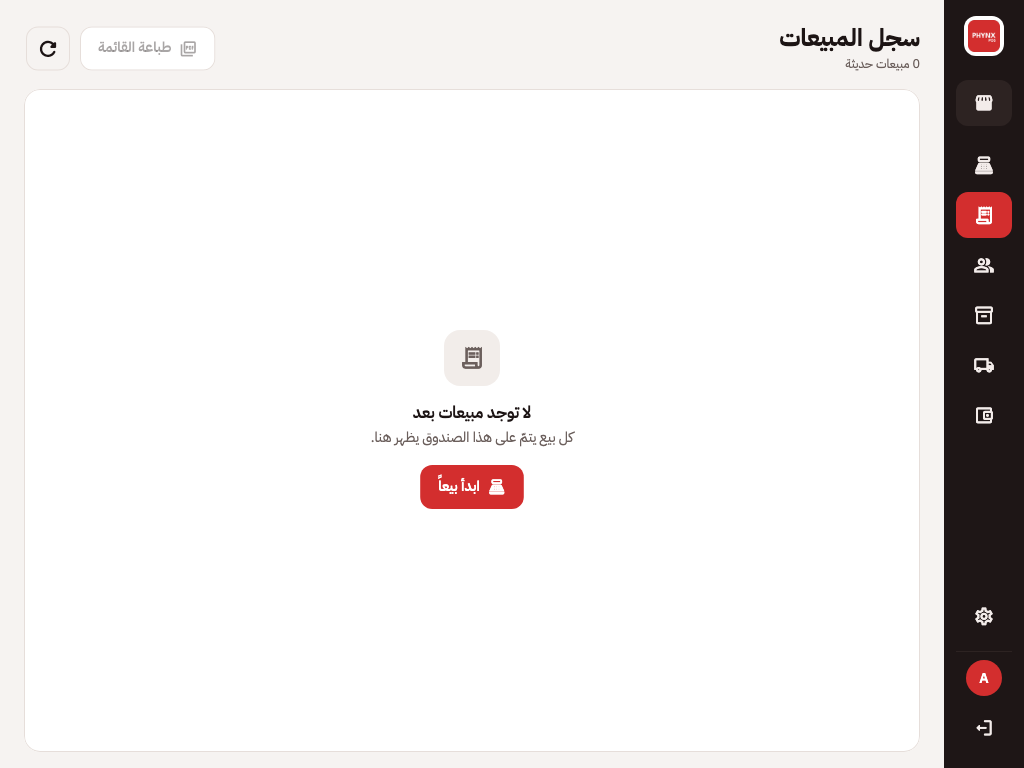 PHYNX
سجل المبيعات
0 مبيعات حديثة
طباعة القائمة
PDF
لا توجد مبيعات بعد
كل بيع يتمّ على هذا الصندوق يظهر هنا.
ابدأ بيعاً
A